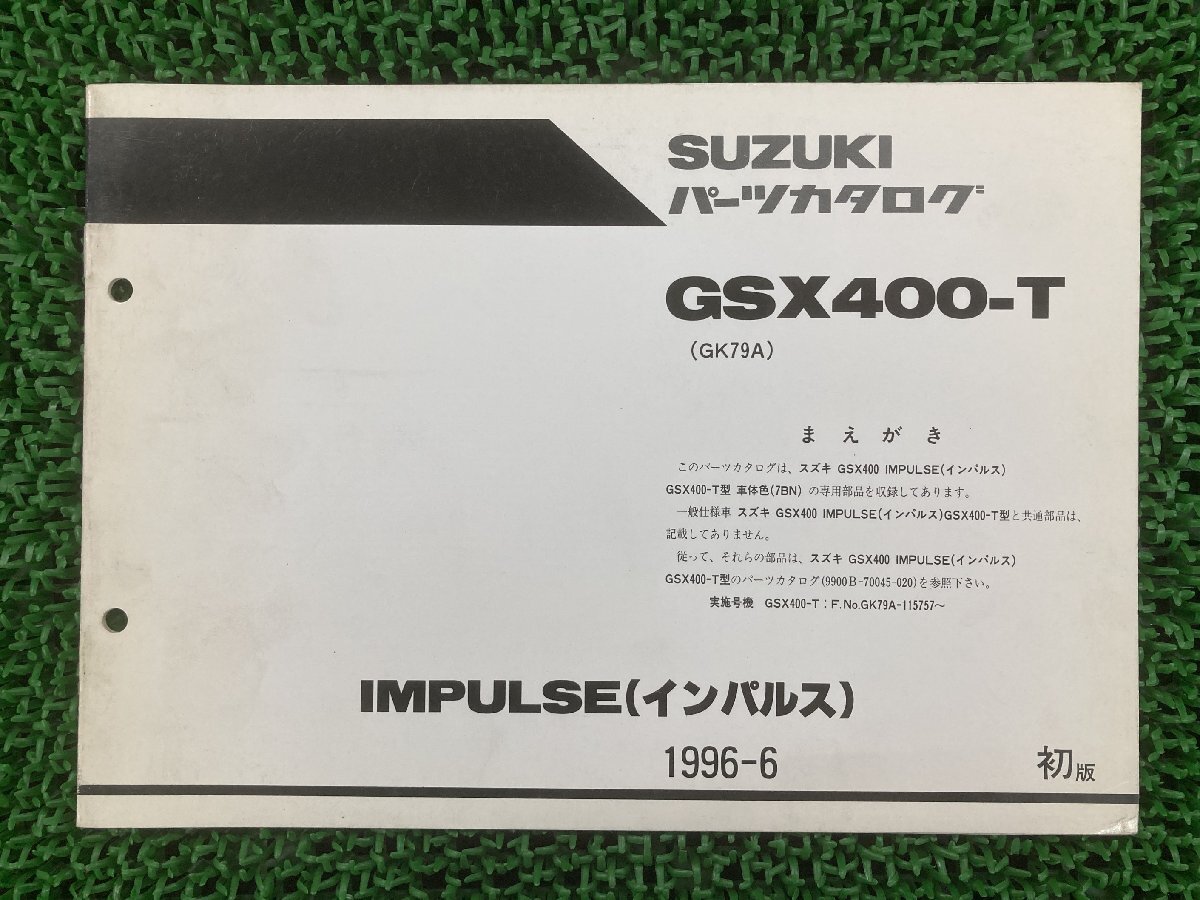 SUZUKI
パーツカタログ
GSX400-T
(GK79A)
まえがき
このパーツカタログは、スズキ GSX400 IMPULSE(インパルス)
GSX400-T型 車体色(7BN) の専用部品を収録してあります。
一般仕様車 スズキ GSX400 IMPULSE(インパルス)GSX400-T型と共通部品は、
記載してありません。
従って、それらの部品は、スズキ GSX400 IMPULSE(インパルス)
GSX400-T型のパーツカタログ(9900B-70045-020)を参照下さい。
実施号機 GSX400-T:F.No.GK79A-115757～
IMPULSE(インパルス)
1996-6
初版